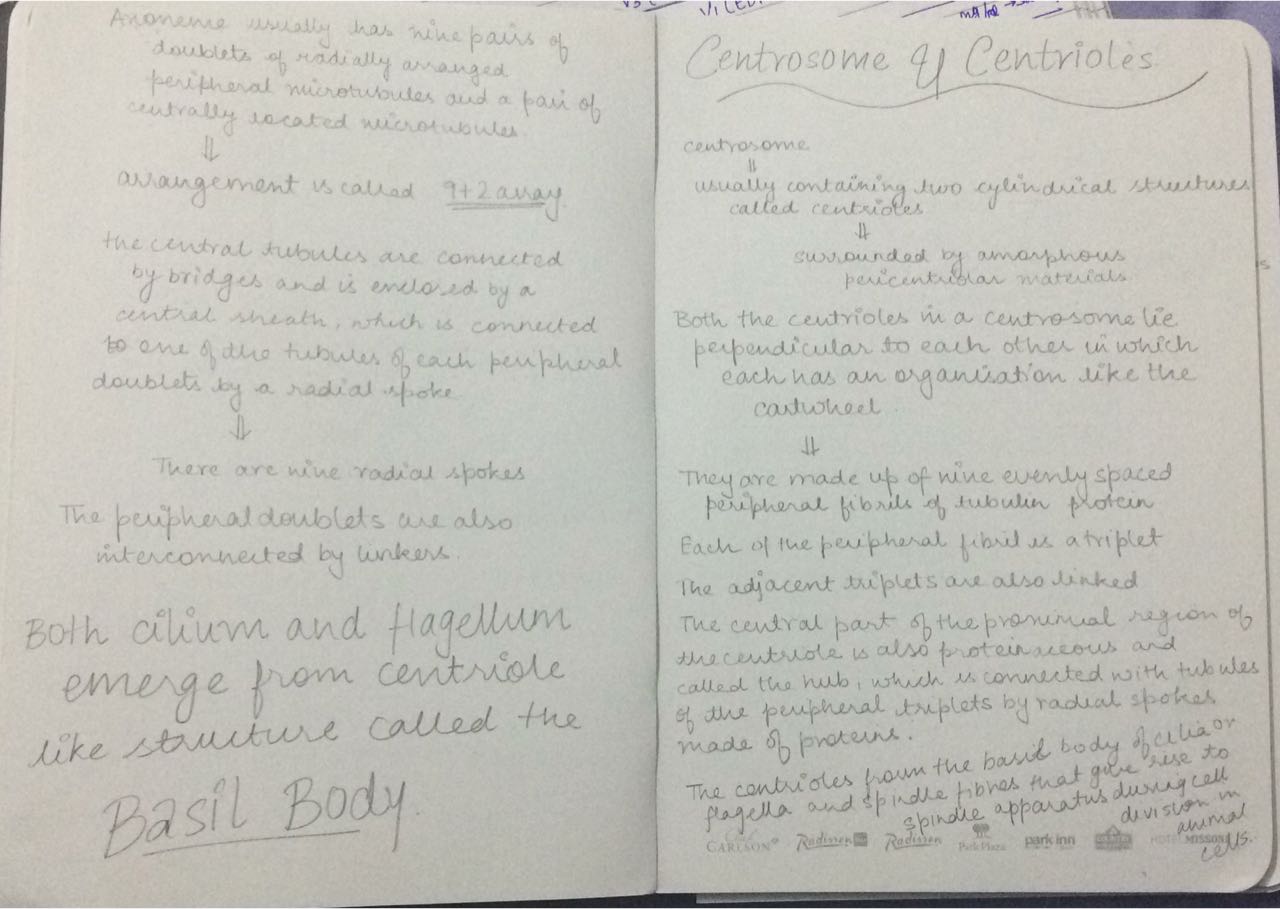 Axoneme usually has nine pairs of
doublets of radially arranged
peripheral microtubules and a pair of
centrally located microtubules.
⇓
arrangement is called 9+2 array.
the central tubules are connected
by bridges and is enclosed by a
central sheath, which is connected
to one of the tubules of each peripheral
doublets by a radial spoke
⇓
There are nine radial spokes
The peripheral doublets are also
interconnected by linkers.
Both cilium and flagellum
emerge from centriole
like structure called the
Basil Body.
Centrosome & Centrioles
centrosome
⇓
usually containing two cylindrical structures
called centrioles
⇓
surrounded by amorphous
pericentriolar materials
Both the centrioles in a centrosome lie
perpendicular to each other in which
each has an organisation like the
cartwheel.
⇓
They are made up of nine evenly spaced
peripheral fibrils of tubulin protein
Each of the peripheral fibril is a triplet
The adjacent triplets are also linked
The central part of the proximal region of
the centriole is also proteinaceous and
called the hub, which is connected with tubules
of the peripheral triplets by radial spokes
made of proteins.
The centrioles from the basil body of cilia or
flagella and spindle fibres that give rise to
spindle apparatus during cell
division in
animal
cells.
CARLSON Radisson Radisson Park Plaza park inn